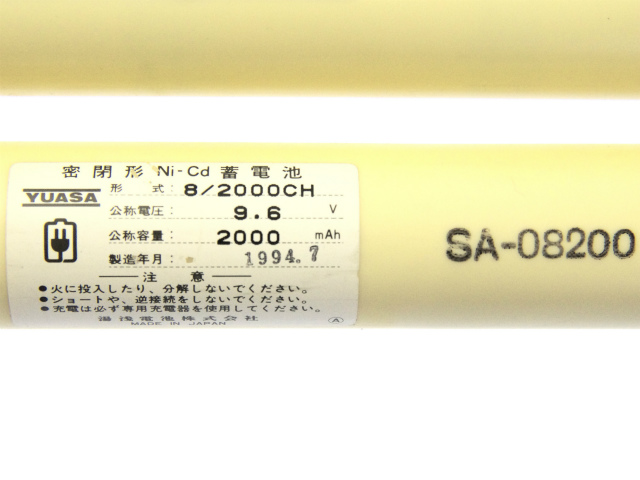 密閉形 Ni-Cd 蓄電池
YUASA
形 式: 8/2000CH
公称電圧: 9.6 V
公称容量: 2000 mAh
製造年月: 1994.7
注 意
●火に投入したり、分解しないでください。
●ショートや、逆接続をしないでください。
●充電は必ず専用充電器を使用してください。
湯浅電池株式会社
MADE IN JAPAN
A
SA-08200